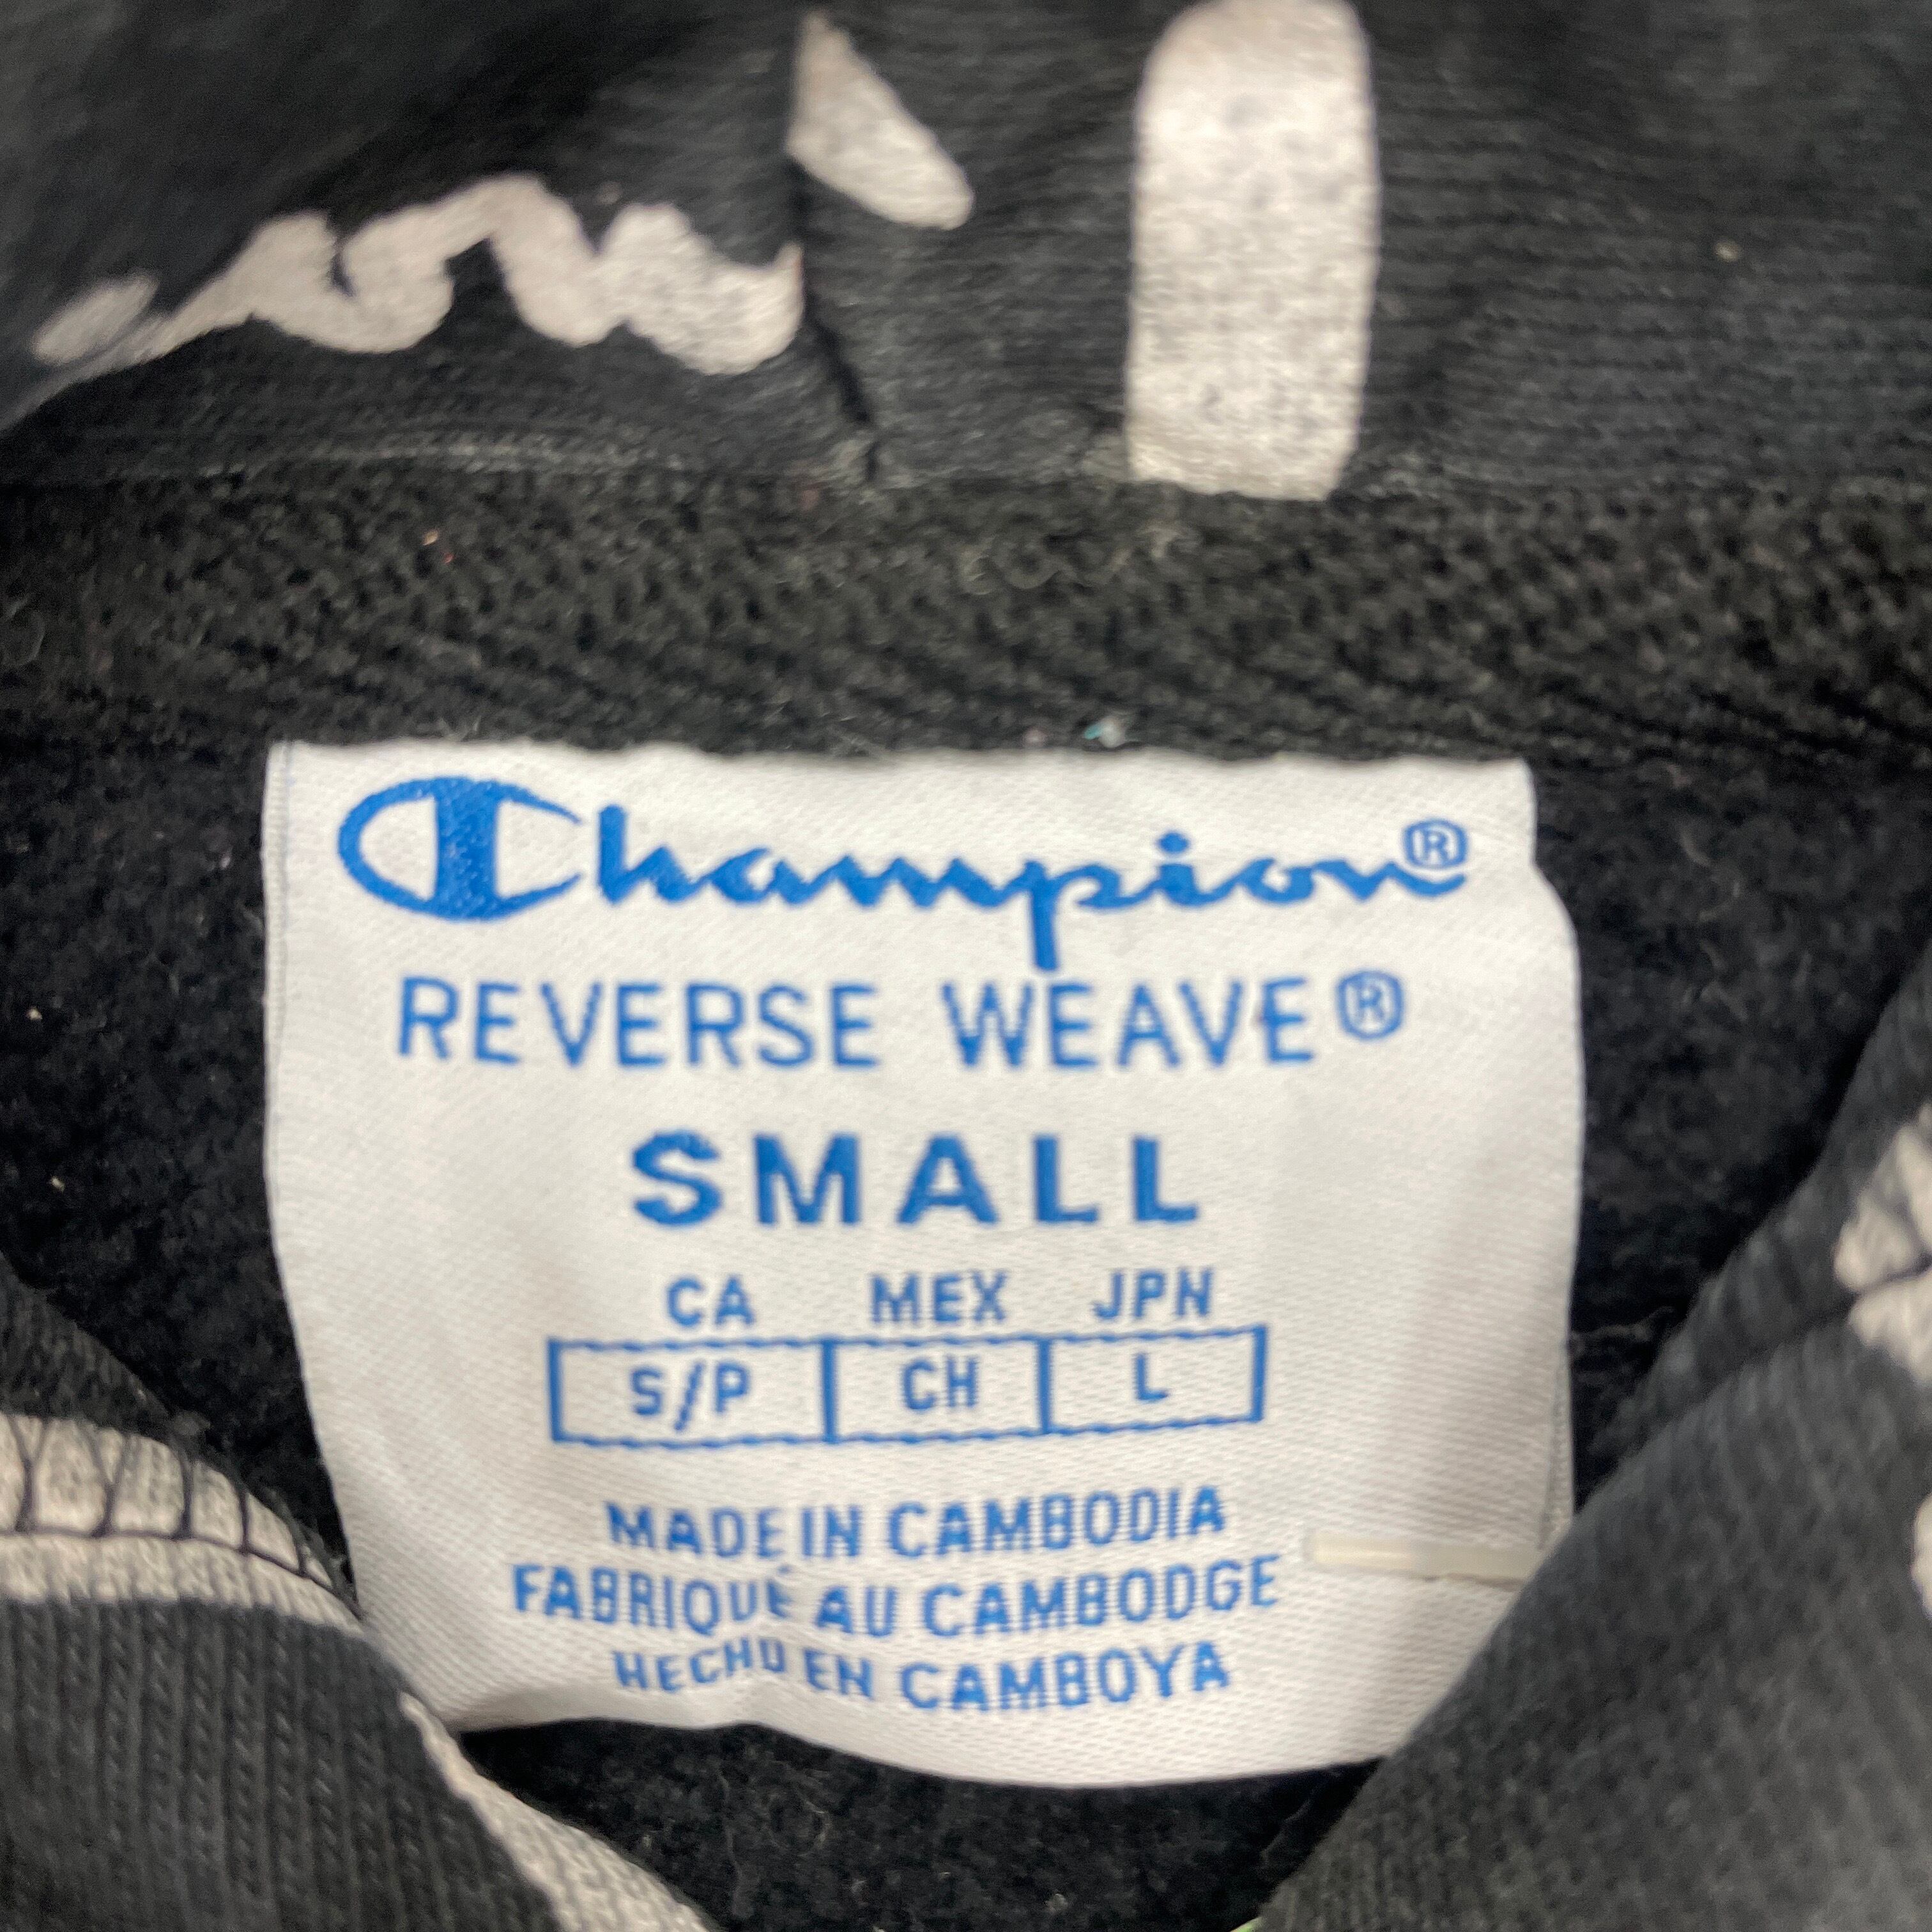 Champion®
REVERSE WEAVE®
SMALL
CA MEX JPN
S/P CH L
MADE IN CAMBODIA
FABRIQUÉ AU CAMBODGE
HECHO EN CAMBOYA